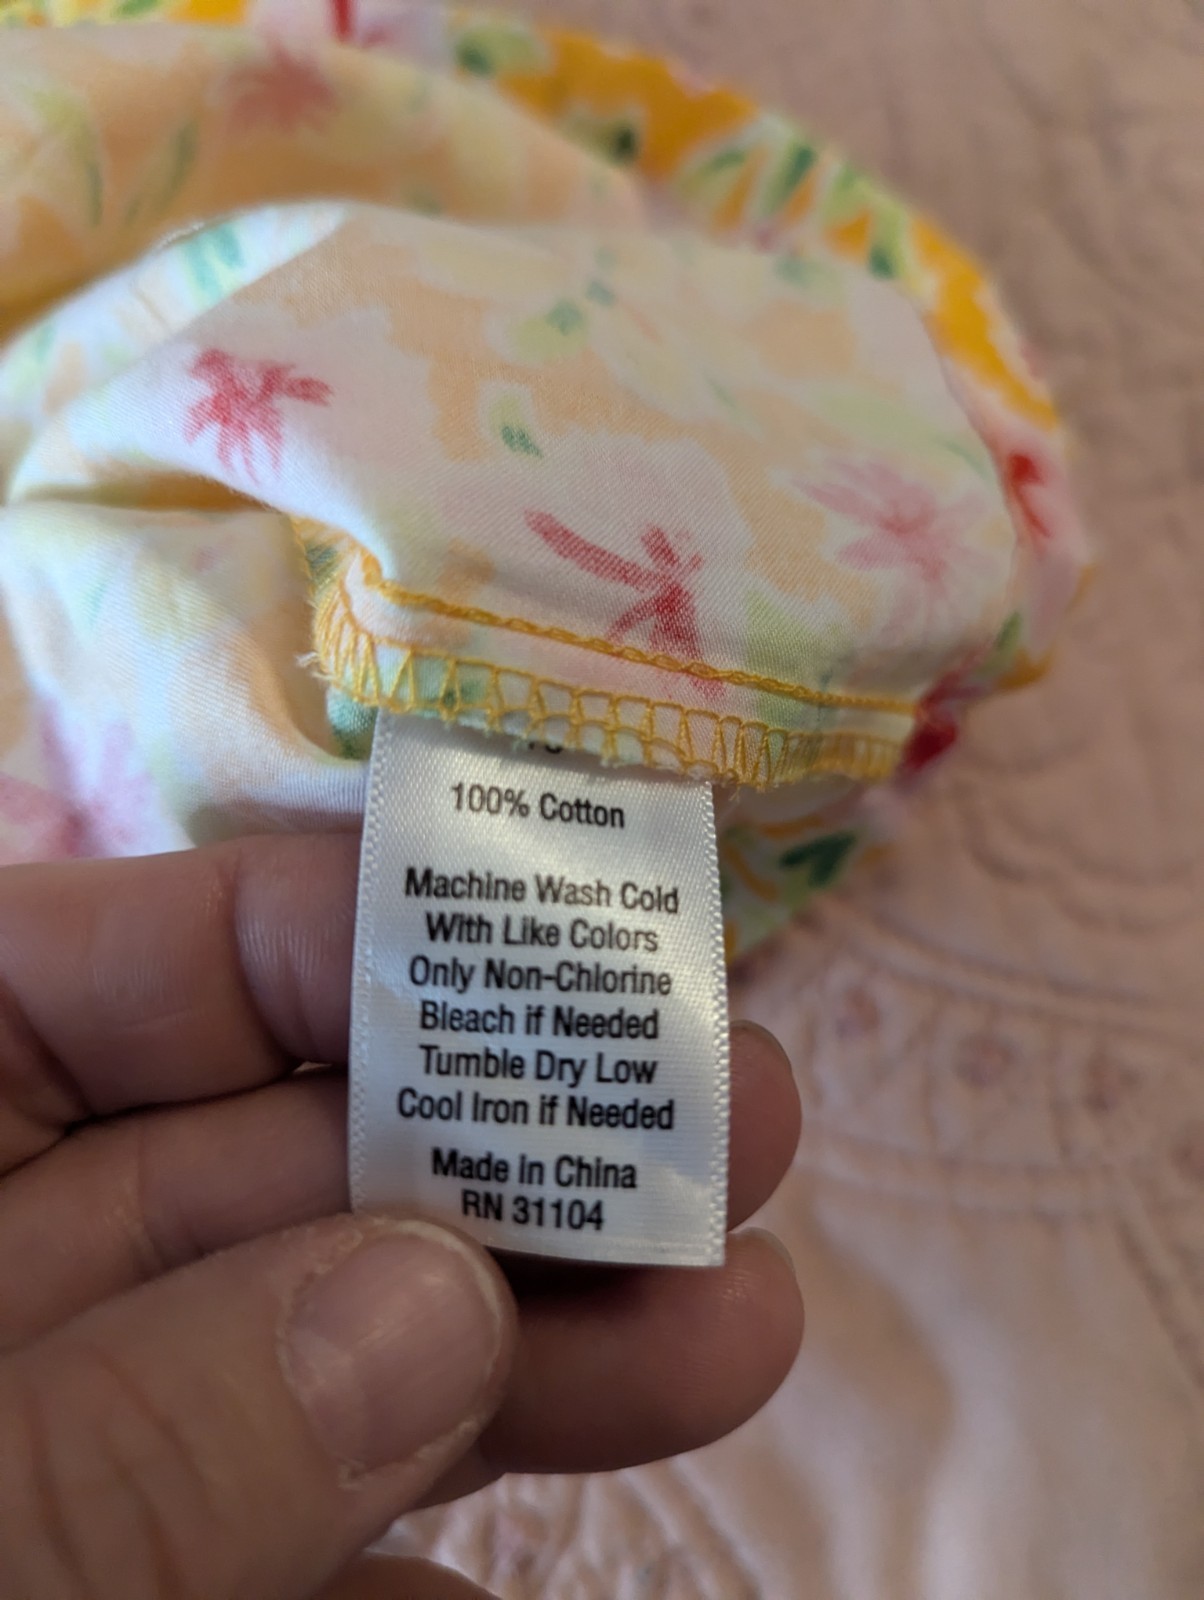 100% Cotton
Machine Wash Cold
With Like Colors
Only Non-Chlorine
Bleach if Needed
Tumble Dry Low
Cool Iron if Needed
Made in China
RN 31104